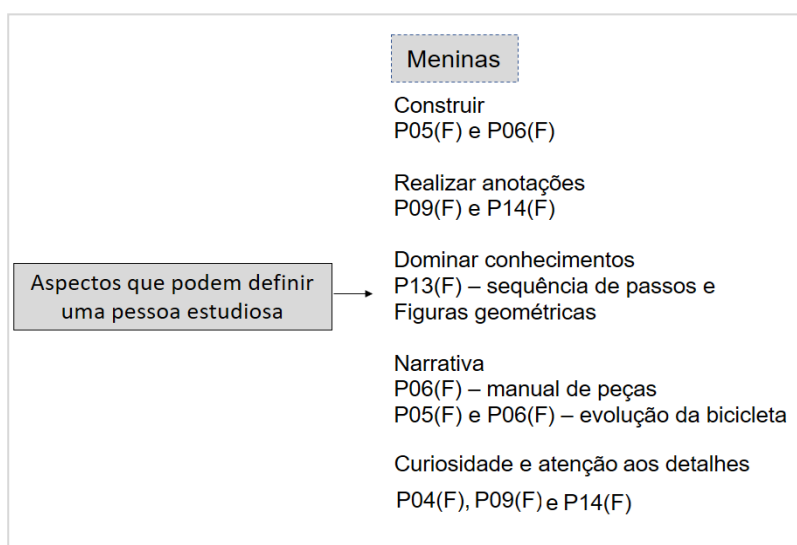 Meninas
Construir
P05(F) e P06(F)
Realizar anotações
P09(F) e P14(F)
Aspectos que podem definir
uma pessoa estudiosa
Dominar conhecimentos
P13(F) – sequência de passos e
Figuras geométricas
Narrativa
P06(F) – manual de peças
P05(F) e P06(F) – evolução da bicicleta
Curiosidade e atenção aos detalhes
P04(F), P09(F) e P14(F)